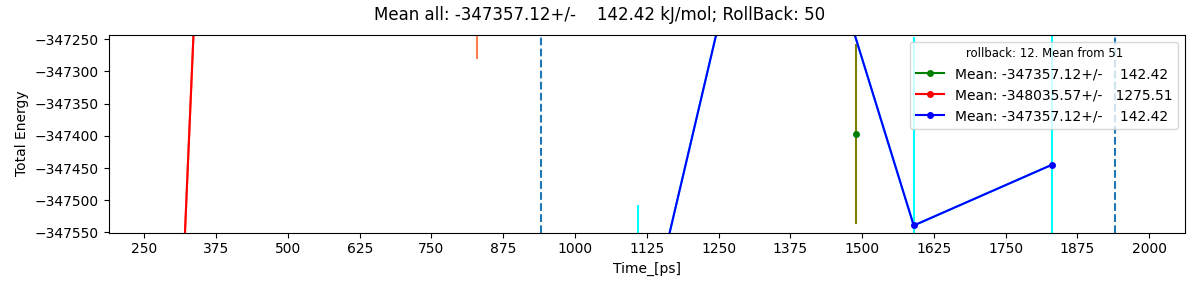 Mean all: -347357.12+/-    142.42 kJ/mol; RollBack: 50
Total Energy
−347250
−347300
−347350
−347400
−347450
−347500
−347550
rollback: 12. Mean from 51
Mean: -347357.12+/-    142.42
Mean: -348035.57+/-   1275.51
Mean: -347357.12+/-    142.42
250 375 500 625 750 875 1000 1125 1250 1375 1500 1625 1750 1875 2000
Time_[ps]